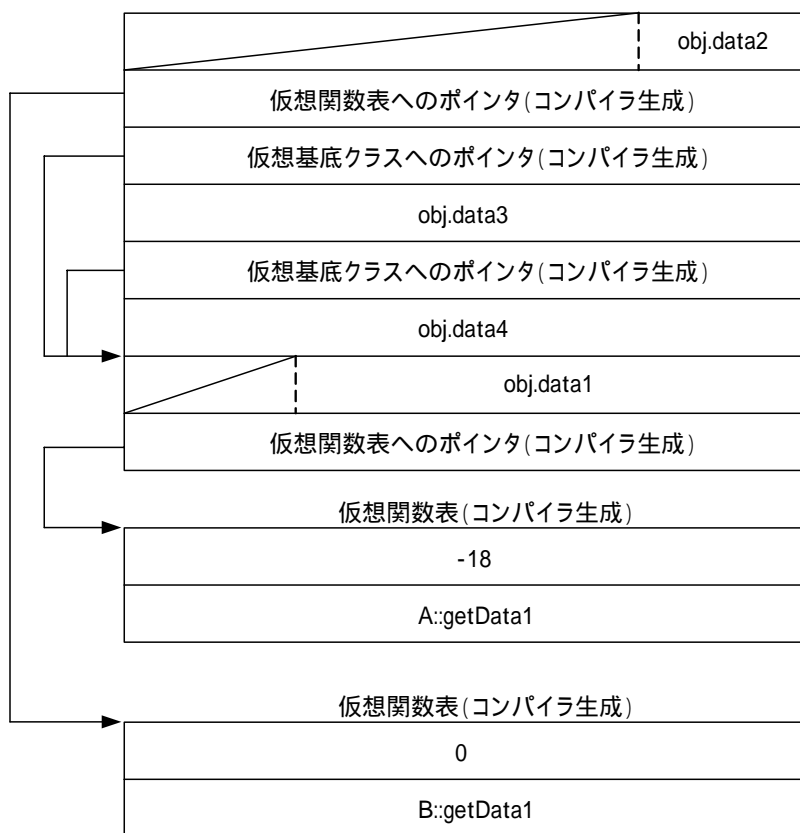 obj.data2
仮想関数表へのポインタ(コンパイラ生成)
仮想基底クラスへのポインタ(コンパイラ生成)
obj.data3
仮想基底クラスへのポインタ(コンパイラ生成)
obj.data4
obj.data1
仮想関数表へのポインタ(コンパイラ生成)
仮想関数表(コンパイラ生成)
-18
A::getData1
仮想関数表(コンパイラ生成)
0
B::getData1